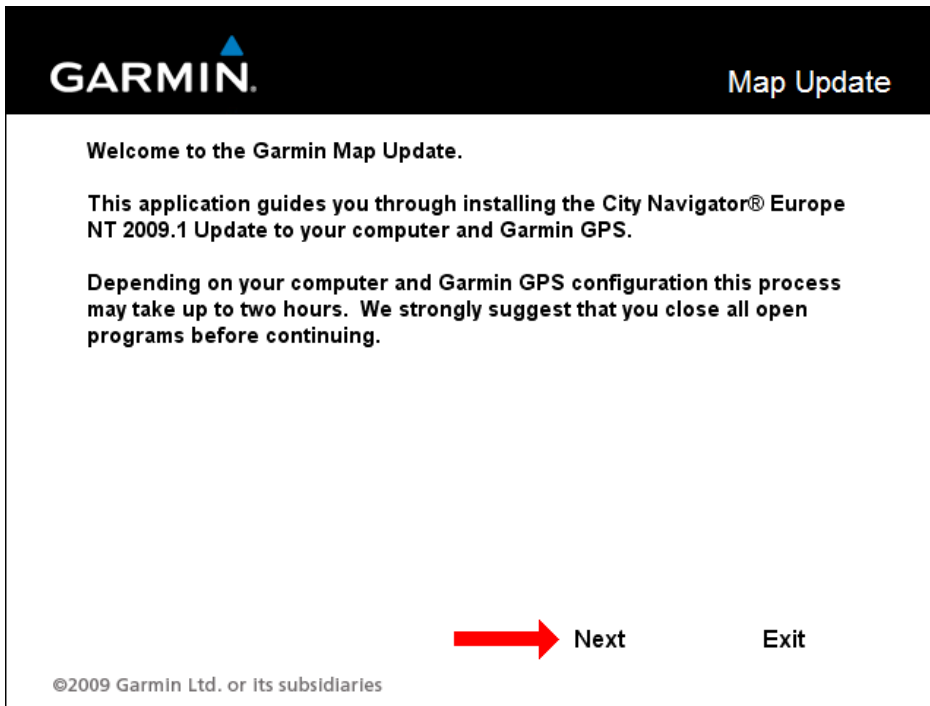 GARMIN.
Map Update
Welcome to the Garmin Map Update.
This application guides you through installing the City Navigator® Europe
NT 2009.1 Update to your computer and Garmin GPS.
Depending on your computer and Garmin GPS configuration this process
may take up to two hours.  We strongly suggest that you close all open
programs before continuing.
Next
Exit
©2009 Garmin Ltd. or its subsidiaries